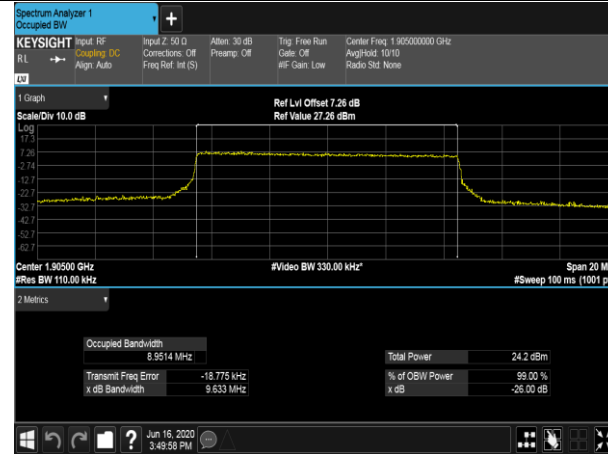 Spectrum Analyzer 1
Occupied BW
+
KEYSIGHT Input: RF Input Z: 50 Ω Atten: 30 dB Trig: Free Run Center Freq: 1.905000000 GHz
RL Coupling: DC Corrections: Off Preamp: Off Gate: Off Avg|Hold: 10/10
Align: Auto Freq Ref: Int (S) #IF Gain: Low Radio Std: None
LXI
1 Graph Ref Lvl Offset 7.26 dB
Scale/Div 10.0 dB Ref Value 27.26 dBm
Log
17.3
7.26
-2.74
-12.7
-22.7
-32.7
-42.7
-52.7
-62.7
Center 1.90500 GHz #Video BW 330.00 kHz* Span 20 M
#Res BW 110.00 kHz #Sweep 100 ms (1001 p
2 Metrics
Occupied Bandwidth
8.9514 MHz Total Power 24.2 dBm
Transmit Freq Error -18.775 kHz % of OBW Power 99.00 %
x dB Bandwidth 9.633 MHz x dB -26.00 dB
? Jun 16, 2020
3:49:58 PM